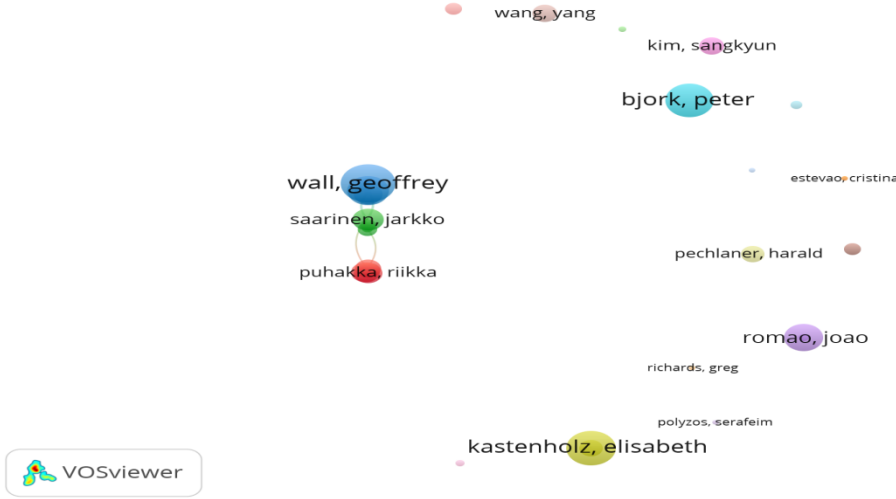 wang, yang
kim, sangkyun
bjork, peter
estevao, cristina
wall, geoffrey
saarinen, jarkko
pechlaner, harald
puhakka, riikka
romao, joao
richards, greg
polyzos, serafeim
kastenholz, elisabeth
VOSviewer